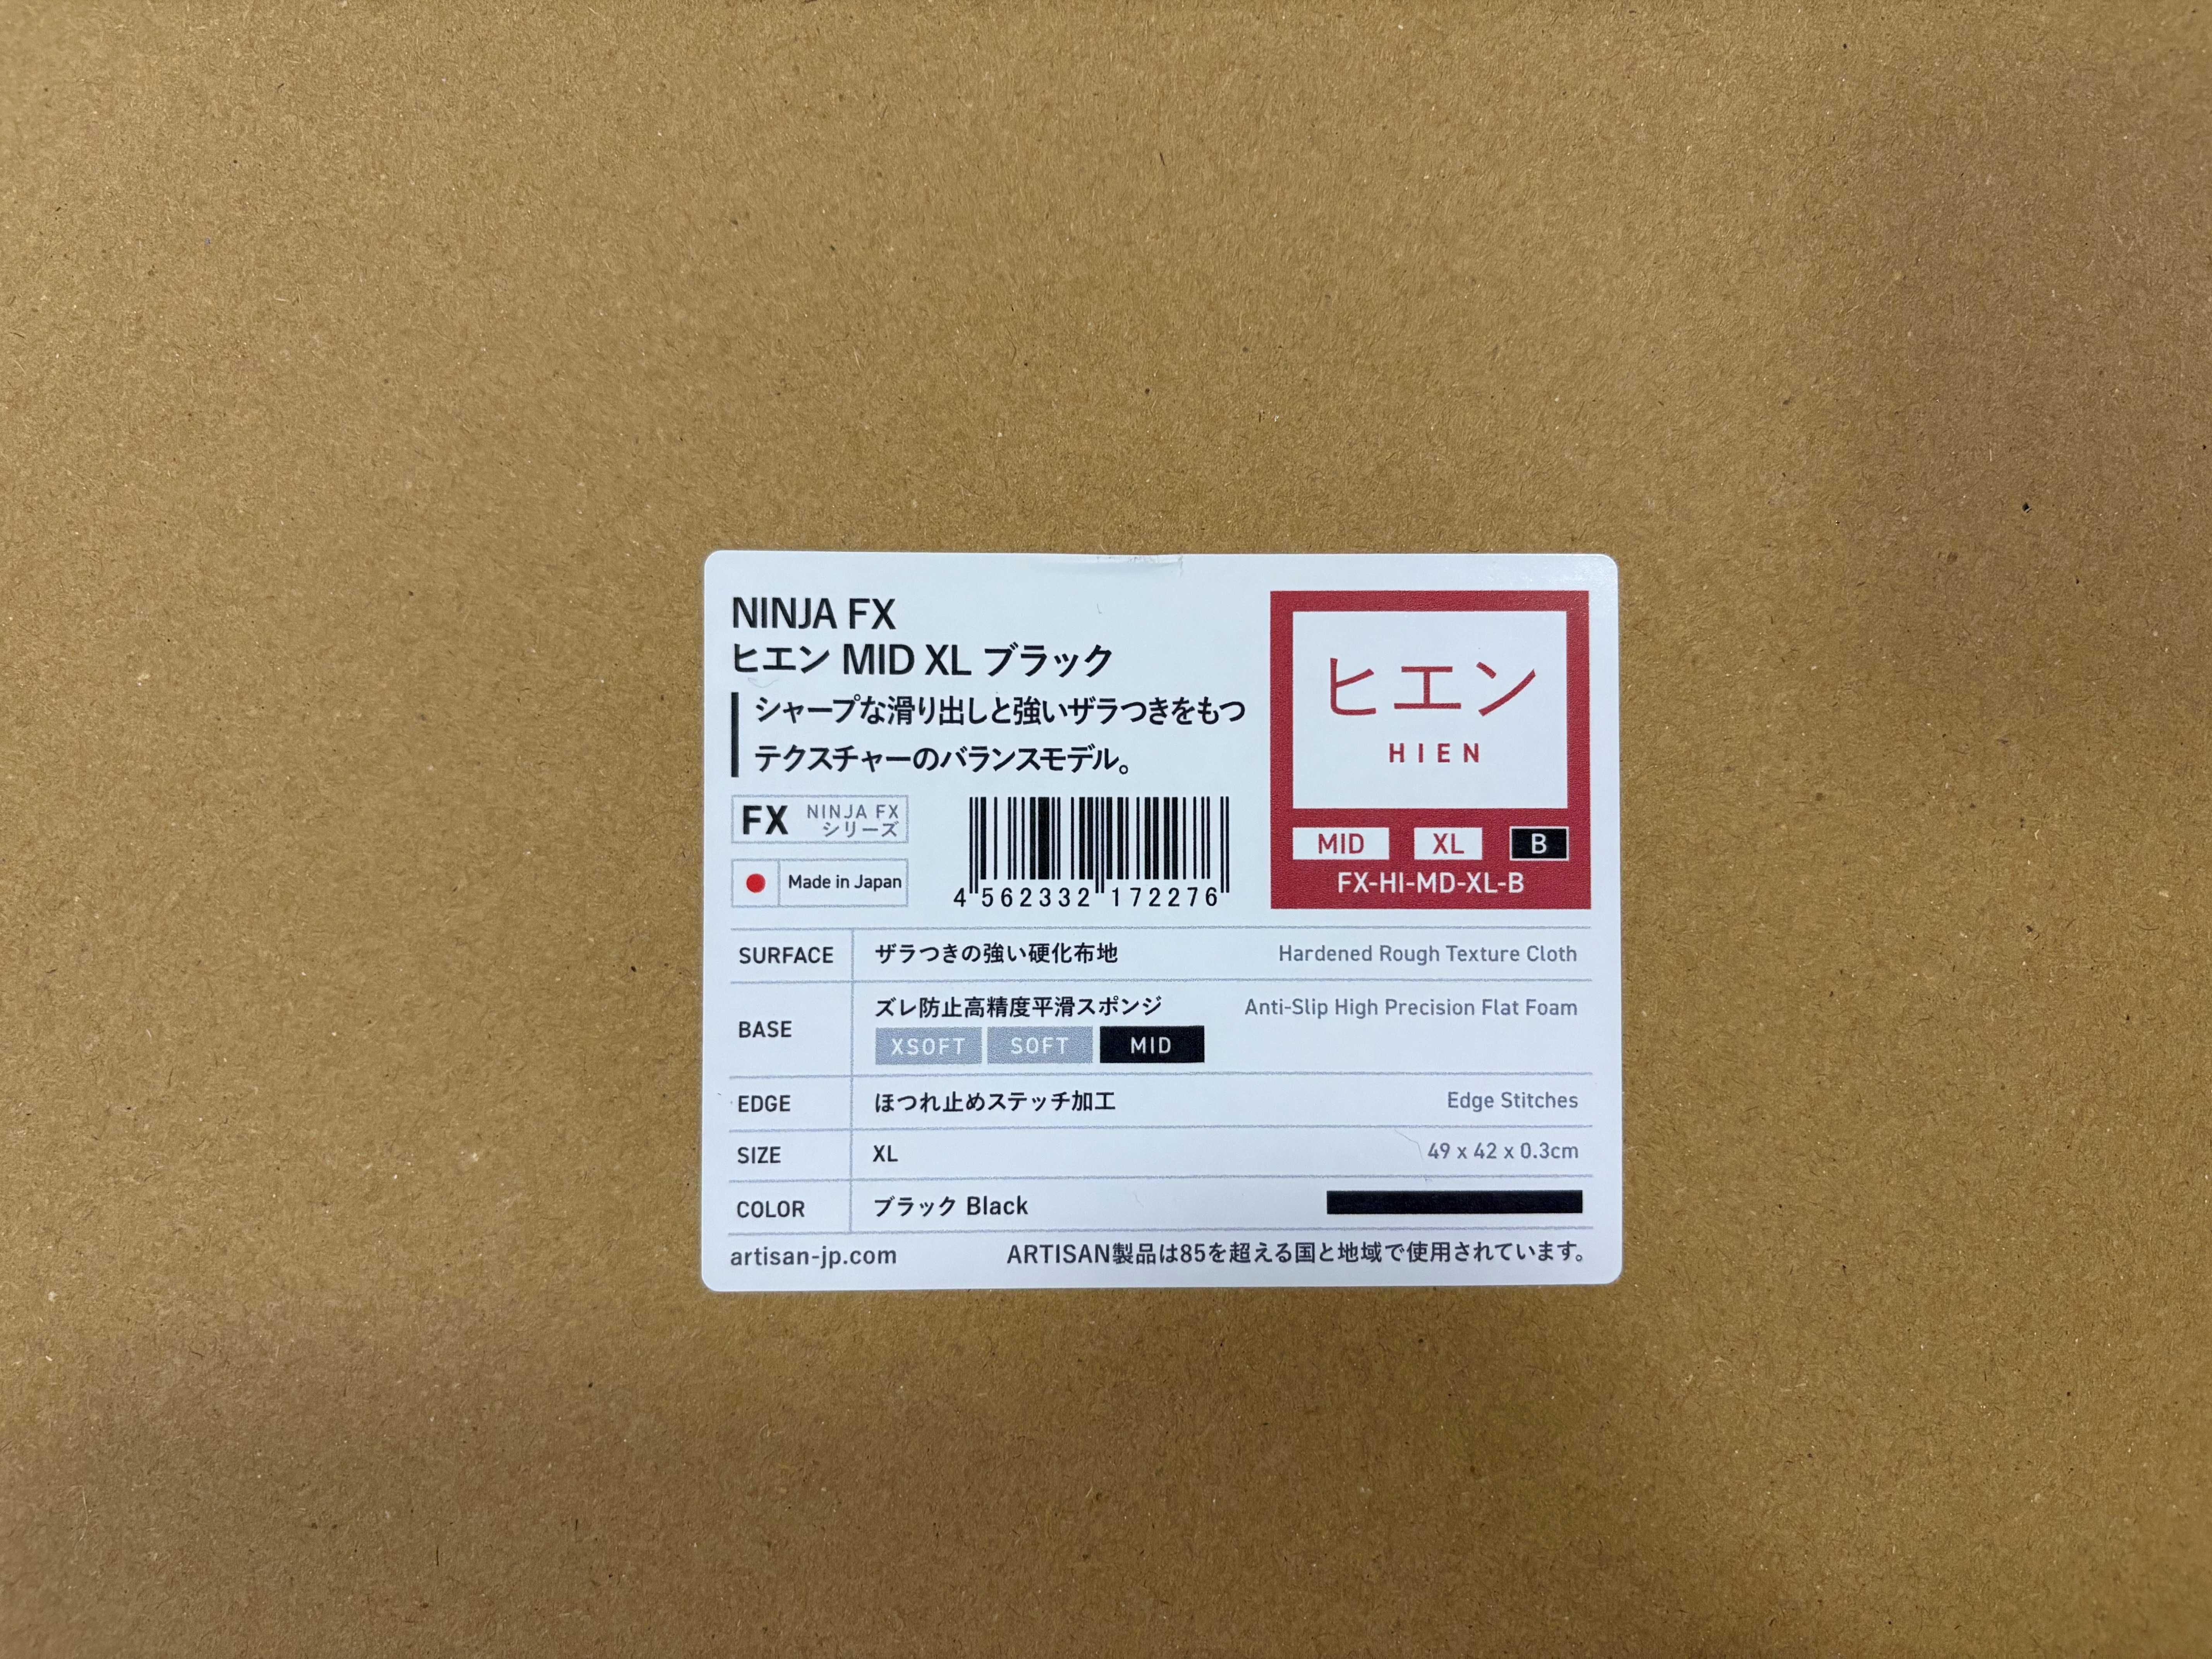 NINJA FX
ヒエン MID XL ブラック
シャープな滑り出しと強いザラつきをもつ
テクスチャーのバランスモデル。
FX NINJA FX
シリーズ
Made in Japan
4 562332 172276
ヒエン
HIEN
MID XL B
FX-HI-MD-XL-B
SURFACE ザラつきの強い硬化布地 Hardened Rough Texture Cloth
BASE ズレ防止高精度平滑スポンジ Anti-Slip High Precision Flat Foam
XSOFT SOFT MID
EDGE ほつれ止めステッチ加工 Edge Stitches
SIZE XL 49 x 42 x 0.3cm
COLOR ブラック Black
artisan-jp.com ARTISAN製品は85を超える国と地域で使用されています。